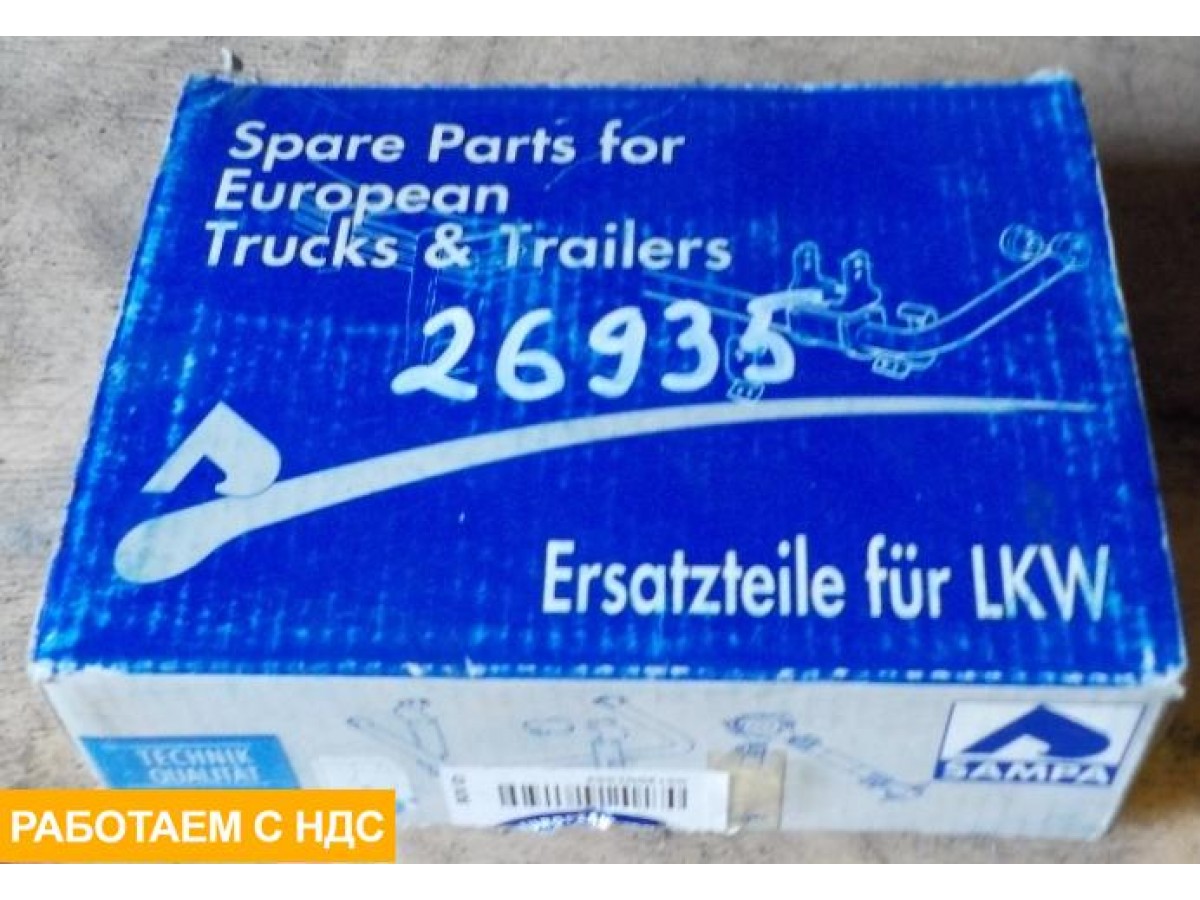 Spare Parts for
European
Trucks & Trailers
26935
Ersatzteile für LKW
TECHNIK
QUALITÄT
SAMPA
РАБОТАЕМ С НДС